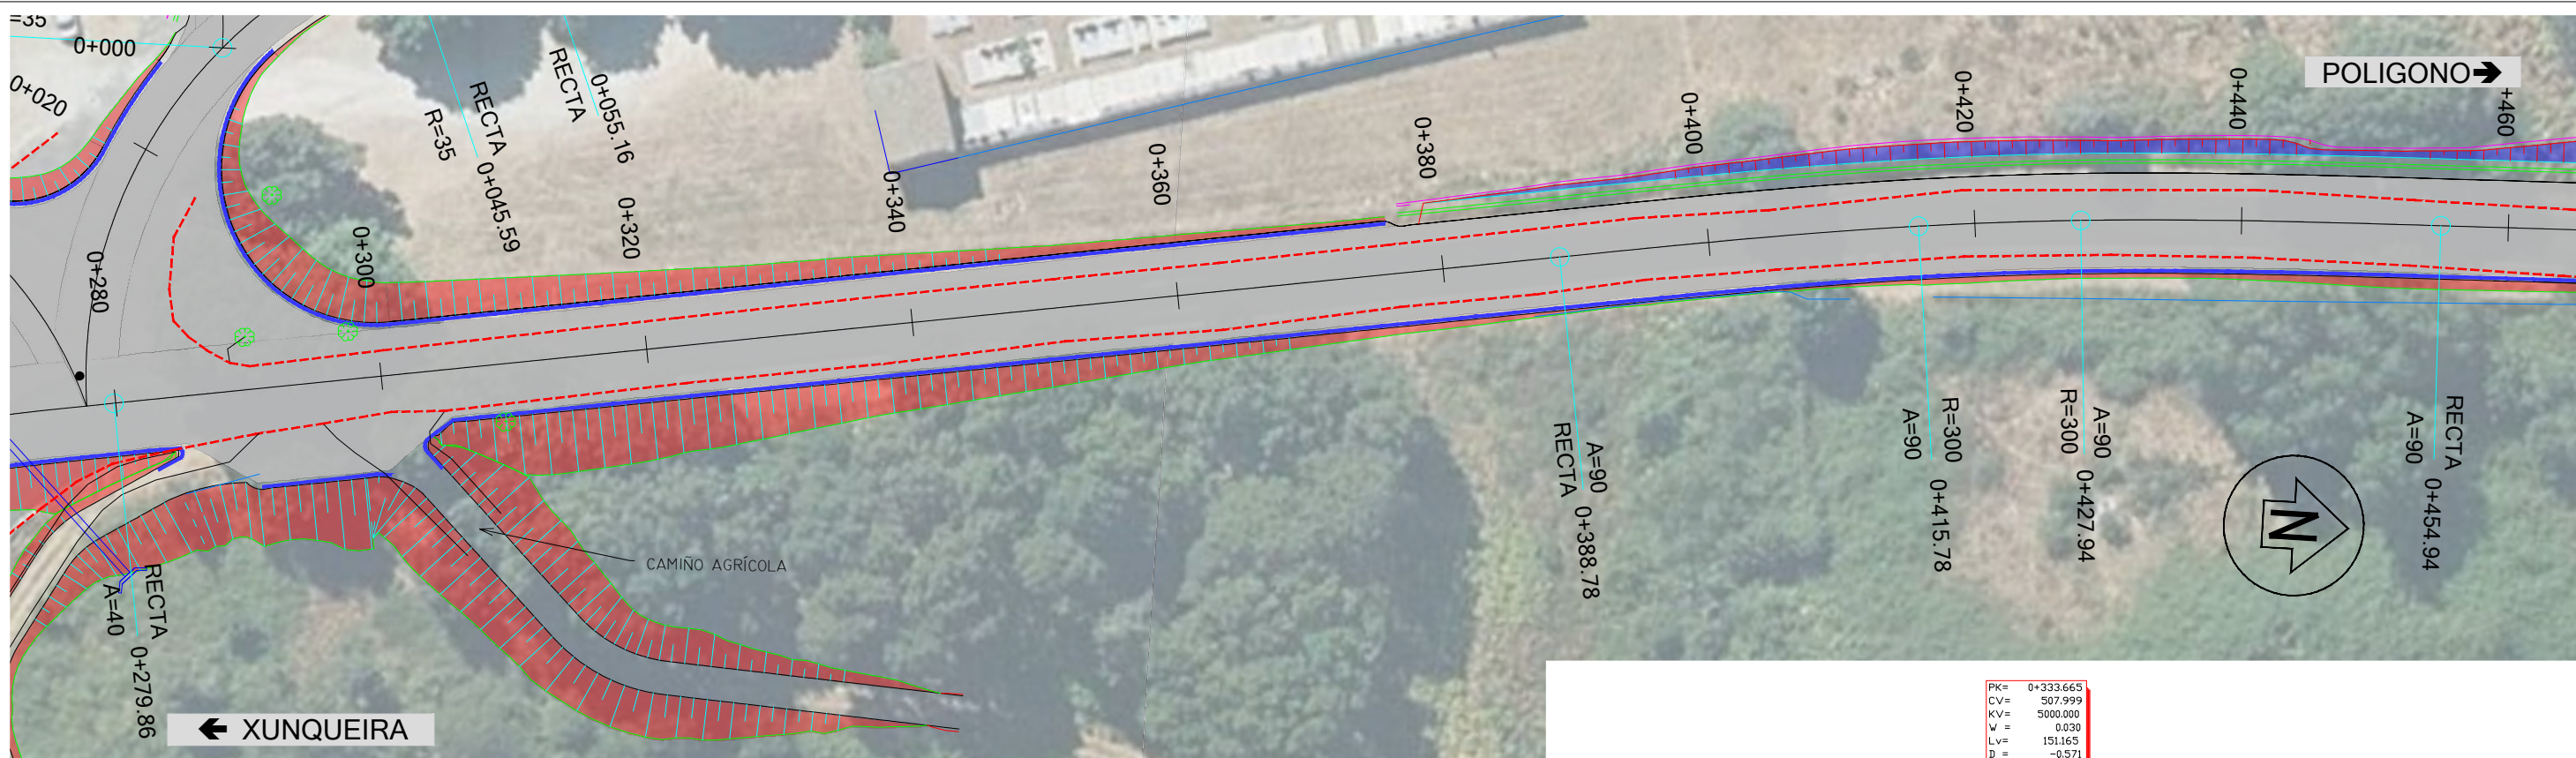 =35
0+000
0+020
RECTA
0+055.16
RECTA
R=35
0+045.59
0+280
0+300
0+320
0+340
0+360
0+380
0+400
0+420
0+440
+460
POLIGONO
A=90
RECTA
0+388.78
R=300
A=90
0+415.78
A=90
R=300
0+427.94
RECTA
A=90
0+454.94
N
CAMIÑO AGRÍCOLA
RECTA
A=40
0+279.86
XUNQUEIRA
PK= 0+333.665
CV= 507.999
KV= 5000.000
W = 0.030
Lv= 151.165
D = -0.571